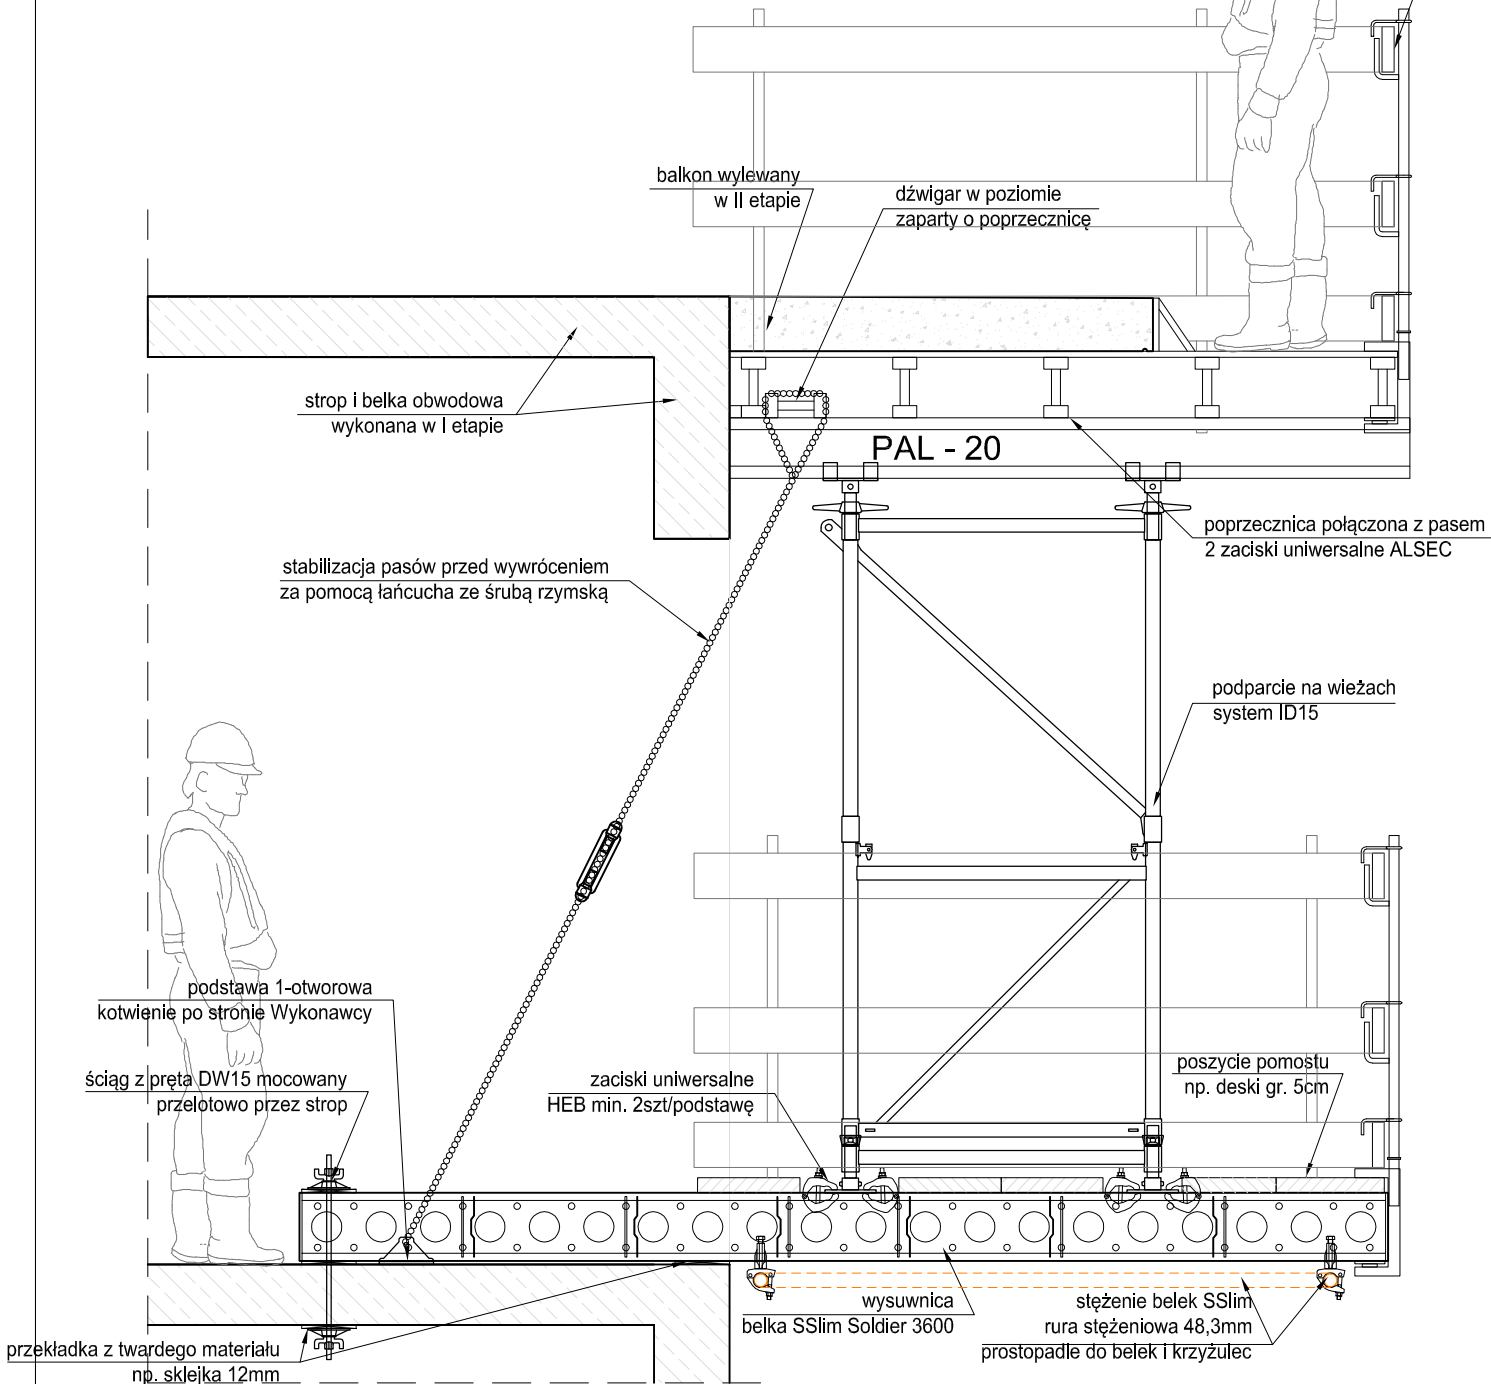 balkon wylewany
w II etapie
dźwigar w poziomie
zaparty o poprzecznicę
strop i belka obwodowa
wykonana w I etapie
PAL - 20
poprzecznica połączona z pasem
2 zaciski uniwersalne ALSEC
stabilizacja pasów przed wywróceniem
za pomocą łańcucha ze śrubą rzymską
podparcie na wieżach
system ID15
podstawa 1-otworowa
kotwienie po stronie Wykonawcy
ściąg z pręta DW15 mocowany
przelotowo przez strop
zaciski uniwersalne
HEB min. 2szt/podstawę
poszycie pomostu
np. deski gr. 5cm
wysuwnica
belka SSlim Soldier 3600
stężenie belek SSlim
rura stężeniowa 48,3mm
prostopadle do belek i krzyżulec
przekładka z twardego materiału
np. sklejka 12mm